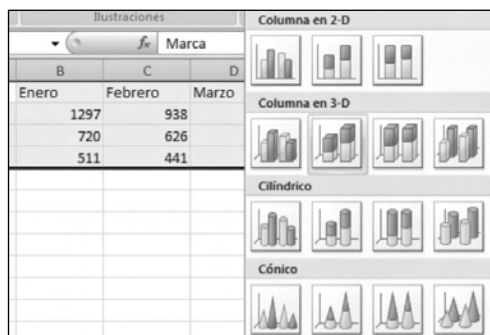 Ilustraciones
fx Marca
B C D
Enero Febrero Marzo
1297 938
720 626
511 441
Columna en 2-D
Columna en 3-D
Cilíndrico
Cónico